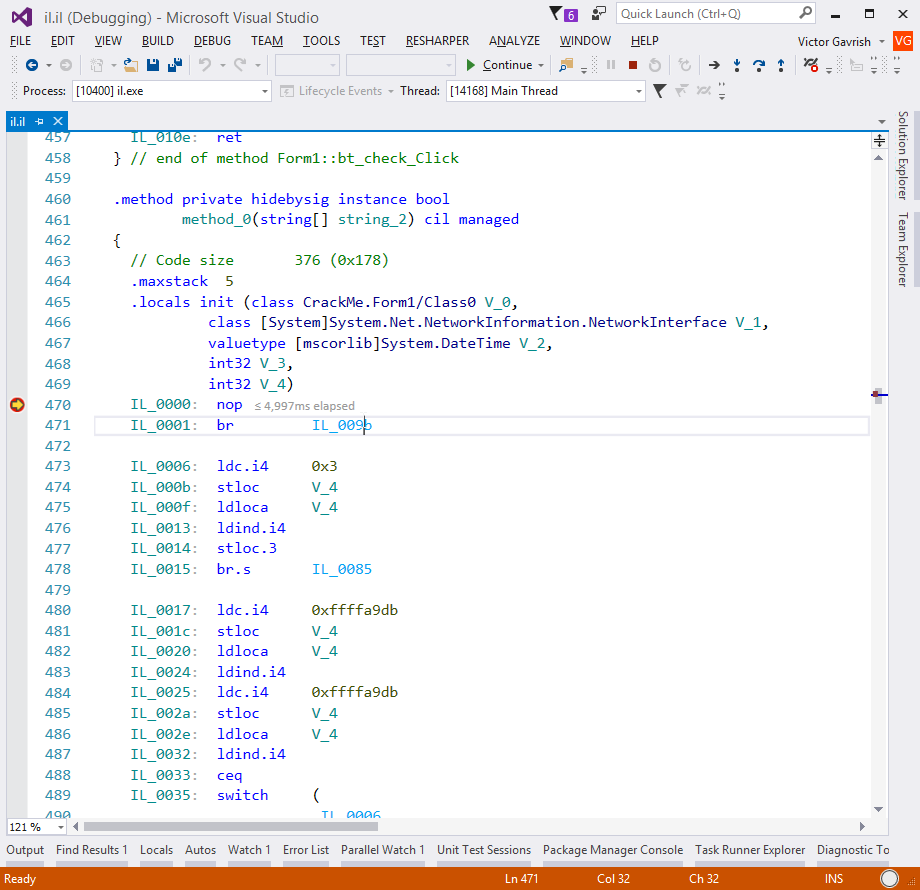 il.il (Debugging) - Microsoft Visual Studio
6
Quick Launch (Ctrl+Q)
FILE EDIT VIEW BUILD DEBUG TEAM TOOLS TEST RESHARPER ANALYZE WINDOW HELP Victor Gavrish VG
Continue
Process: [10400] il.exe Lifecycle Events Thread: [14168] Main Thread
il.il
457 IL_010e: ret
458 } // end of method Form1::bt_check_Click
459
460 .method private hidebysig instance bool
461 method_0(string[] string_2) cil managed
462 {
463 // Code size 376 (0x178)
464 .maxstack 5
465 .locals init (class CrackMe.Form1/Class0 V_0,
466 class [System]System.Net.NetworkInformation.NetworkInterface V_1,
467 valuetype [mscorlib]System.DateTime V_2,
468 int32 V_3,
469 int32 V_4)
470 IL_0000: nop ≤ 4,997ms elapsed
471 IL_0001: br IL_009b
472
473 IL_0006: ldc.i4 0x3
474 IL_000b: stloc V_4
475 IL_000f: ldloca V_4
476 IL_0013: ldind.i4
477 IL_0014: stloc.3
478 IL_0015: br.s IL_0085
479
480 IL_0017: ldc.i4 0xffffa9db
481 IL_001c: stloc V_4
482 IL_0020: ldloca V_4
483 IL_0024: ldind.i4
484 IL_0025: ldc.i4 0xffffa9db
485 IL_002a: stloc V_4
486 IL_002e: ldloca V_4
487 IL_0032: ldind.i4
488 IL_0033: ceq
489 IL_0035: switch (
490 IL_0006
Solution Explorer
Team Explorer
121 %
Output Find Results 1 Locals Autos Watch 1 Error List Parallel Watch 1 Unit Test Sessions Package Manager Console Task Runner Explorer Diagnostic To
Ready Ln 471 Col 32 Ch 32 INS